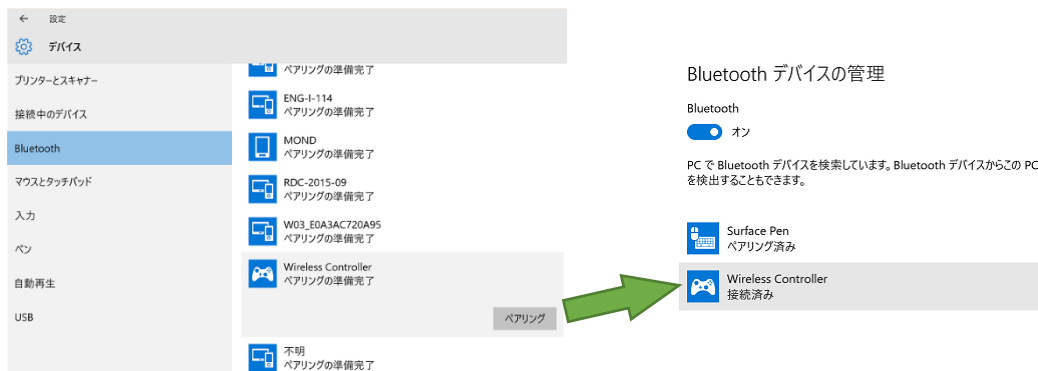 設定
デバイス
プリンターとスキャナー
接続中のデバイス
Bluetooth
マウスとタッチパッド
入力
ペン
自動再生
USB
ペアリングの準備完了
ENG-I-114
ペアリングの準備完了
MOND
ペアリングの準備完了
RDC-2015-09
ペアリングの準備完了
W03_E0A3AC720A95
ペアリングの準備完了
Wireless Controller
ペアリングの準備完了
ペアリング
不明
ペアリングの準備完了
Bluetooth デバイスの管理
Bluetooth
オン
PC で Bluetooth デバイスを検索しています。Bluetooth デバイスからこの PC
を検出することもできます。
Surface Pen
ペアリング済み
Wireless Controller
接続済み